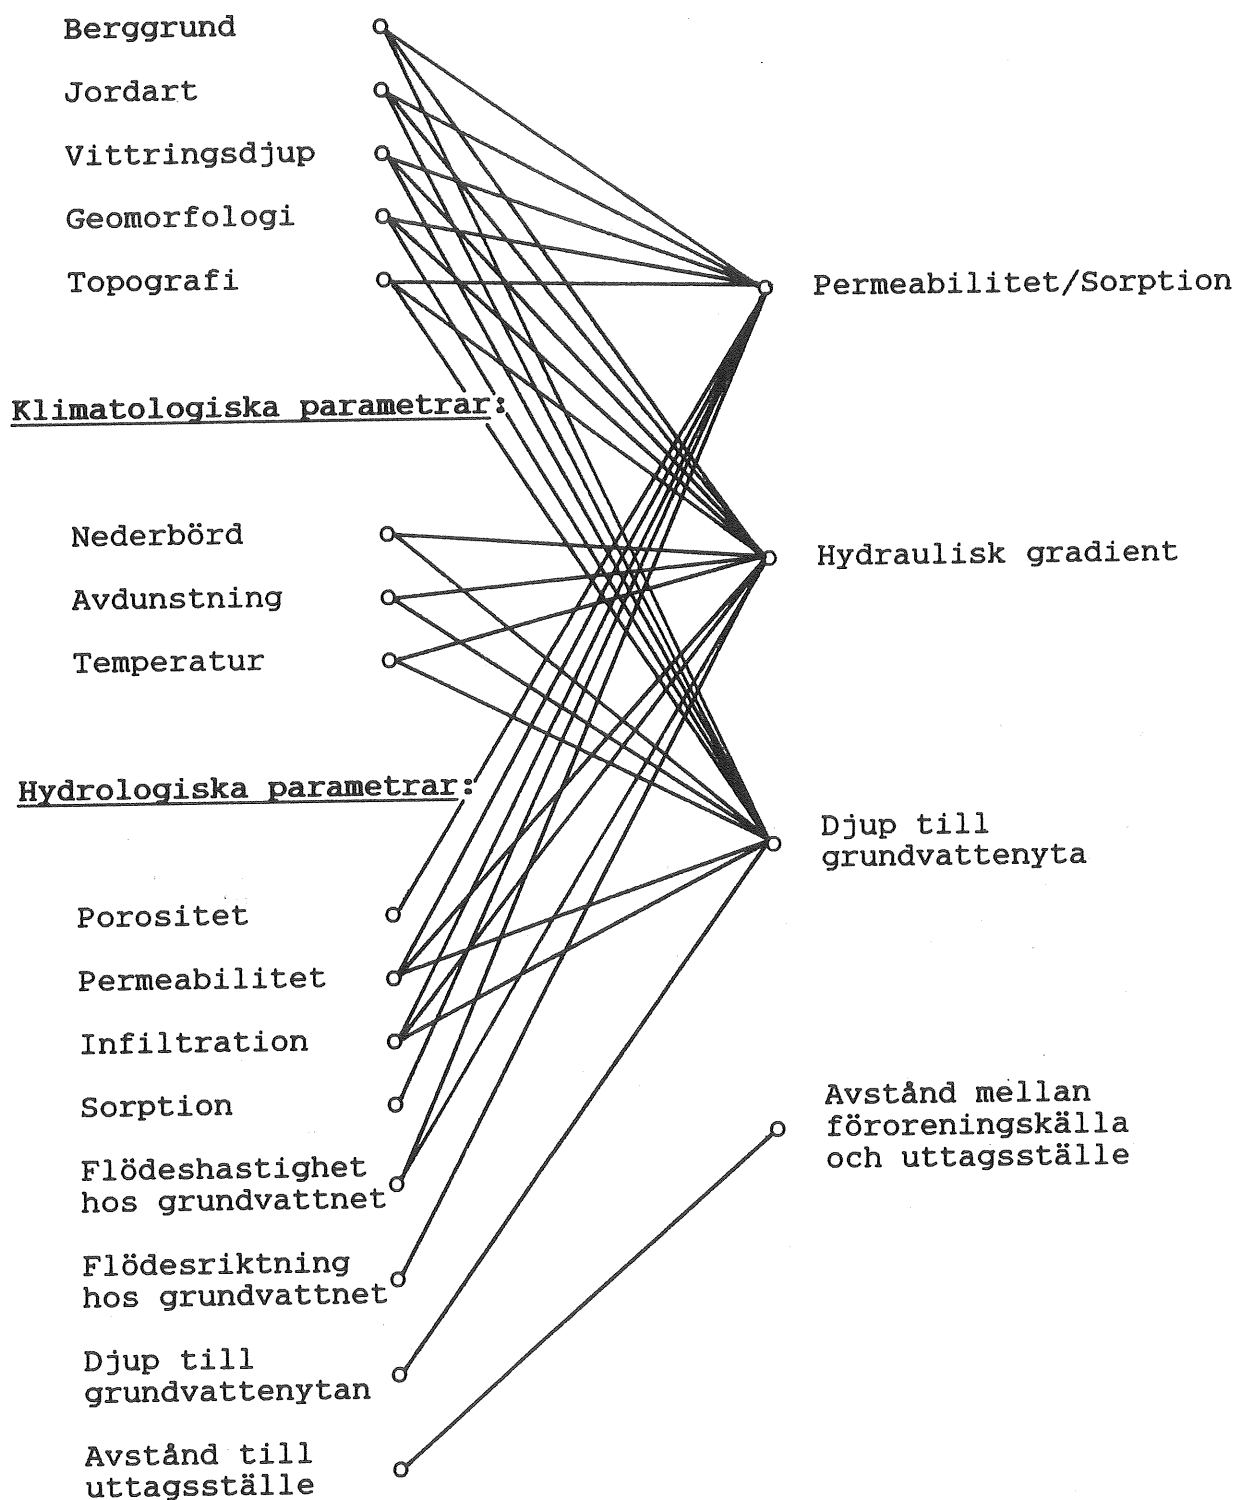 Berggrund
Jordart
Vittringsdjup
Geomorfologi
Topografi
Permeabilitet/Sorption
Klimatologiska parametrar:
Nederbörd
Hydraulisk gradient
Avdunstning
Temperatur
Hydrologiska parametrar:
Djup till
grundvattenyta
Porositet
Permeabilitet
Infiltration
Sorption
Avstånd mellan
föroreningskälla
och uttagsställe
Flödeshastighet
hos grundvattnet
Flödesriktning
hos grundvattnet
Djup till
grundvattenytan
Avstånd till
uttagsställe